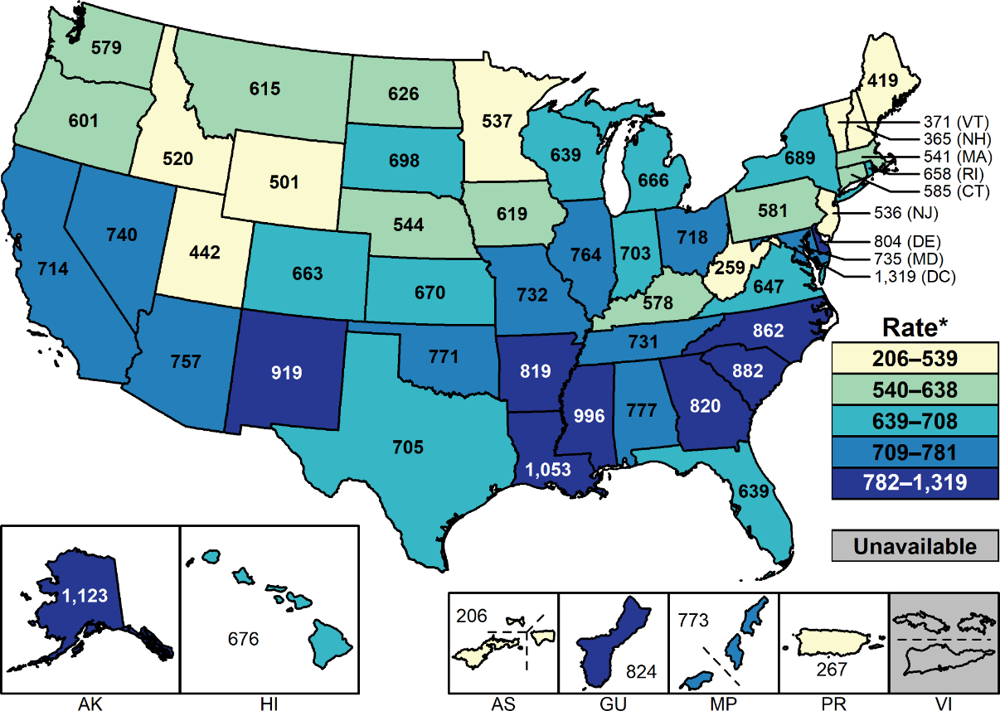 579
615
626
537
419
601
520
501
698
639
666
689
371 (VT)
365 (NH)
541 (MA)
658 (RI)
585 (CT)
740
442
544
619
581
536 (NJ)
714
663
670
732
764
703
718
259
647
804 (DE)
735 (MD)
1,319 (DC)
578
757
919
771
731
862
819
882
705
996
777
820
1,053
639
Rate*
206–539
540–638
639–708
709–781
782–1,319
Unavailable
1,123
676
206
824
773
267
AK
HI
AS
GU
MP
PR
VI